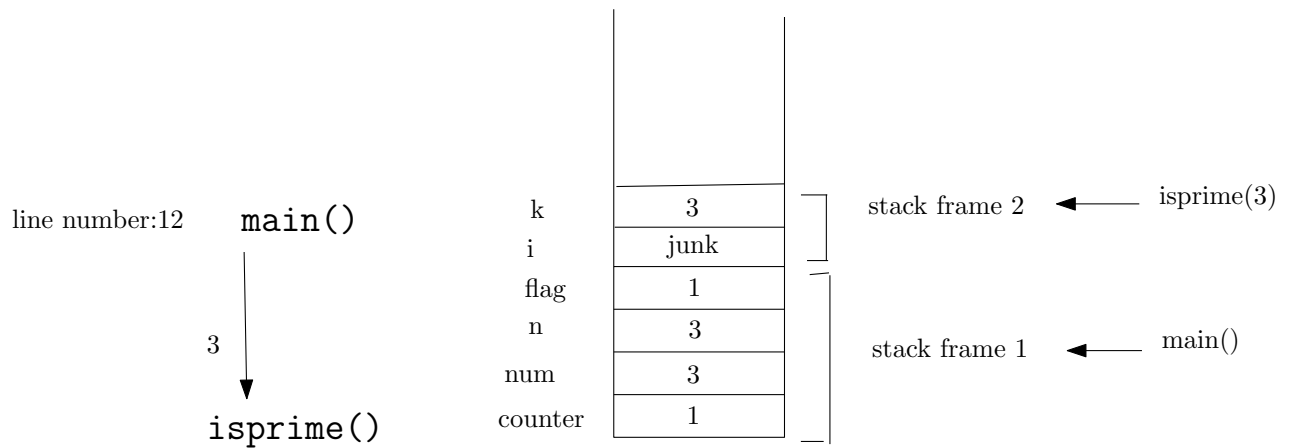 k 3 stack frame 2 isprime(3)
line number:12 main()
i junk
flag 1
n 3
3 stack frame 1 main()
num 3
counter 1
isprime()